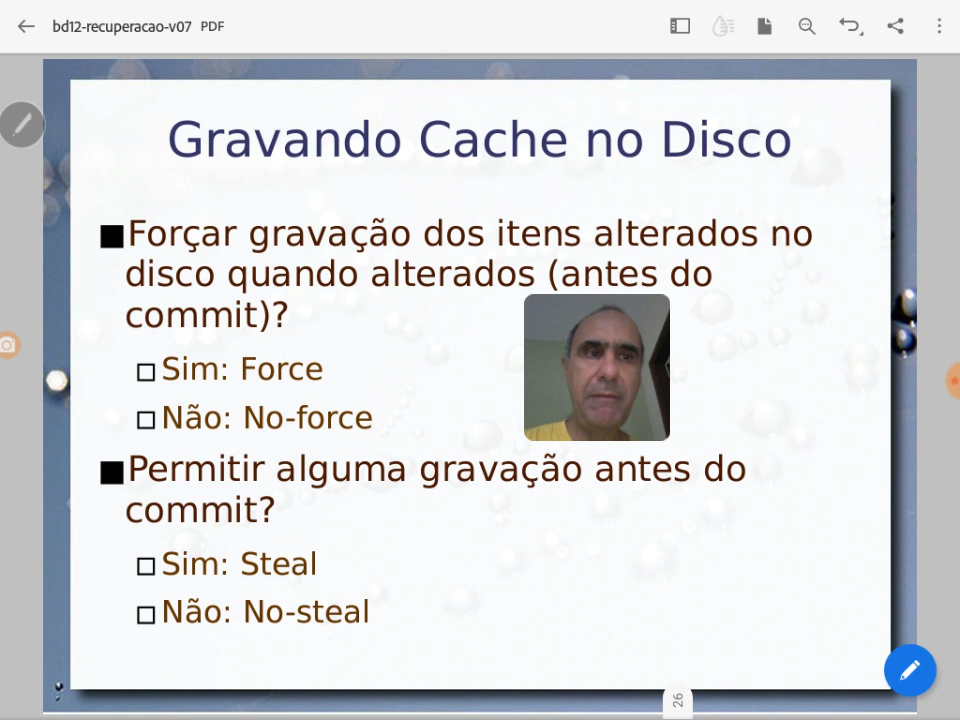 bd12-recuperacao-v07 PDF
Gravando Cache no Disco
Forçar gravação dos itens alterados no
disco quando alterados (antes do
commit)?
Sim: Force
Não: No-force
Permitir alguma gravação antes do
commit?
Sim: Steal
Não: No-steal
26